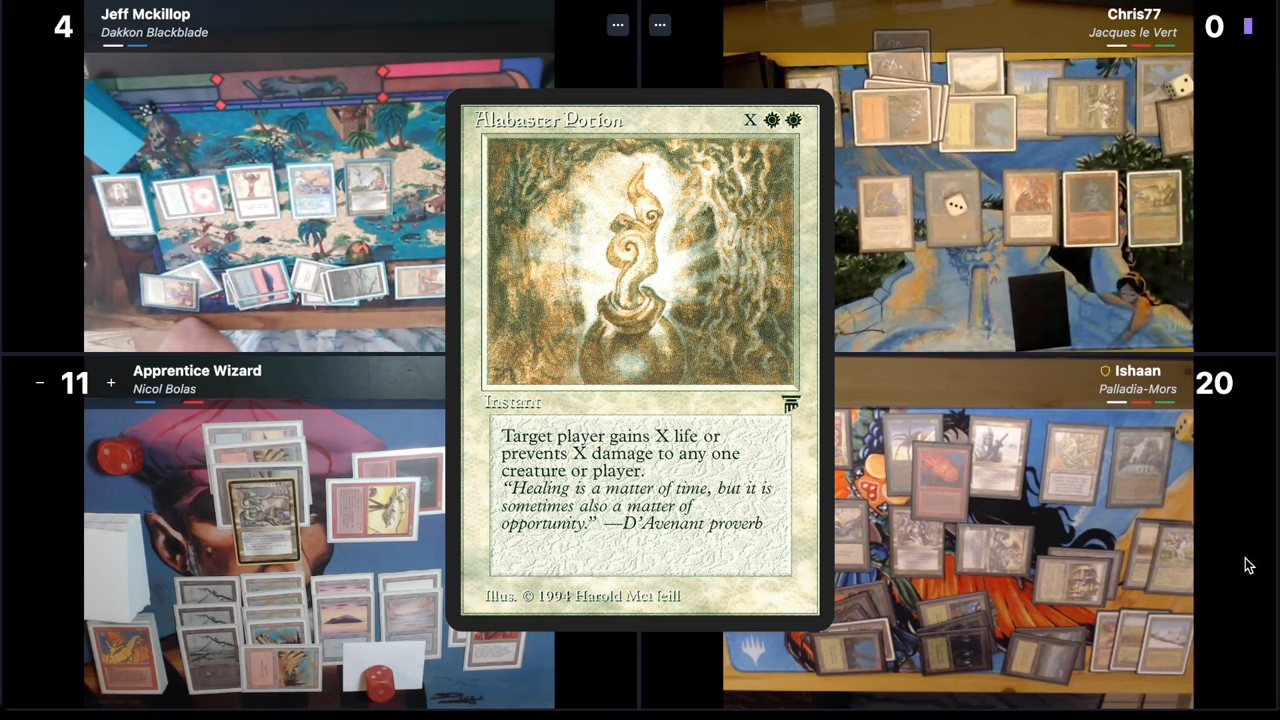 4
Jeff Mckillop
Dakkon Blackblade
Chris77
Jacques le Vert
0
Alabaster Potion
X
Instant
Target player gains X life or
prevents X damage to any one
creature or player.
“Healing is a matter of time, but it is
sometimes also a matter of
opportunity.” —D’Avenant proverb
Illus. © 1994 Harold McNeill
− 11 +
Apprentice Wizard
Nicol Bolas
Ishaan
Palladia-Mors
20